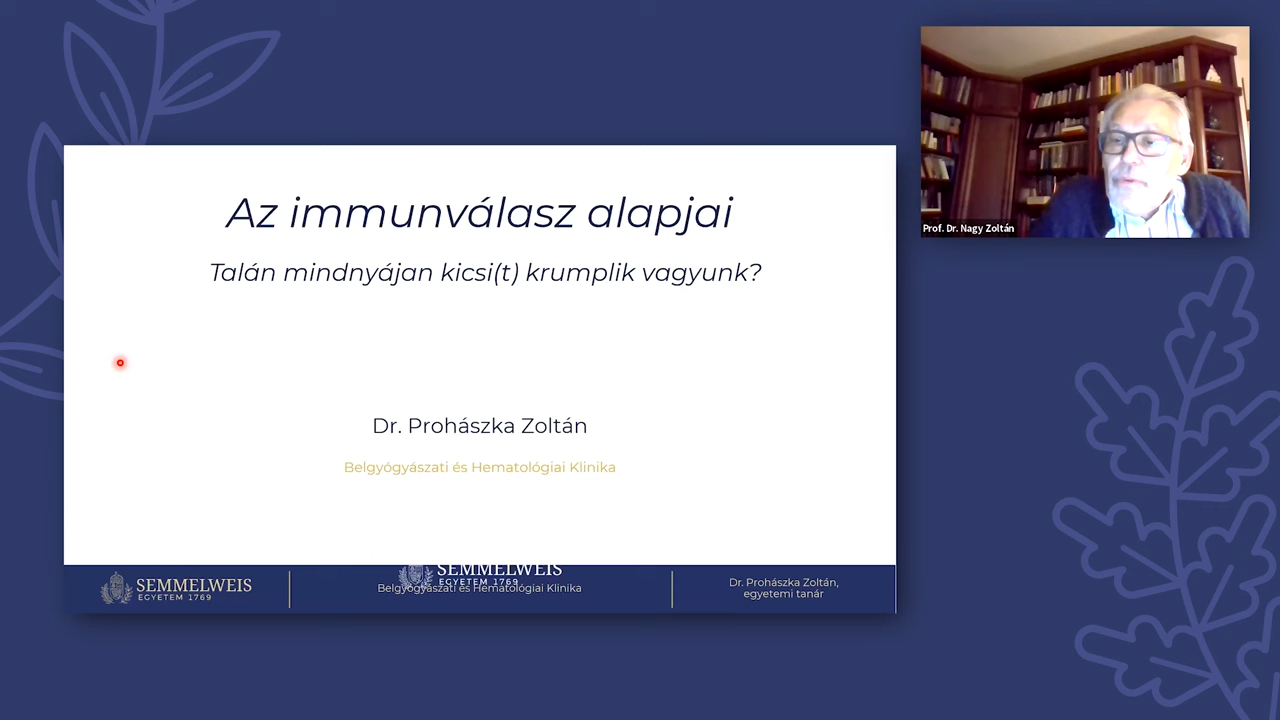 Az immunválasz alapjai
Talán mindnyájan kicsi(t) krumplik vagyunk?
Dr. Prohászka Zoltán
Belgyógyászati és Hematológiai Klinika
SEMMELWEIS
EGYETEM 1769
SEMMELWEIS
EGYETEM 1769
Belgyógyászati és Hematológiai Klinika
Dr. Prohászka Zoltán,
egyetemi tanár
Prof. Dr. Nagy Zoltán